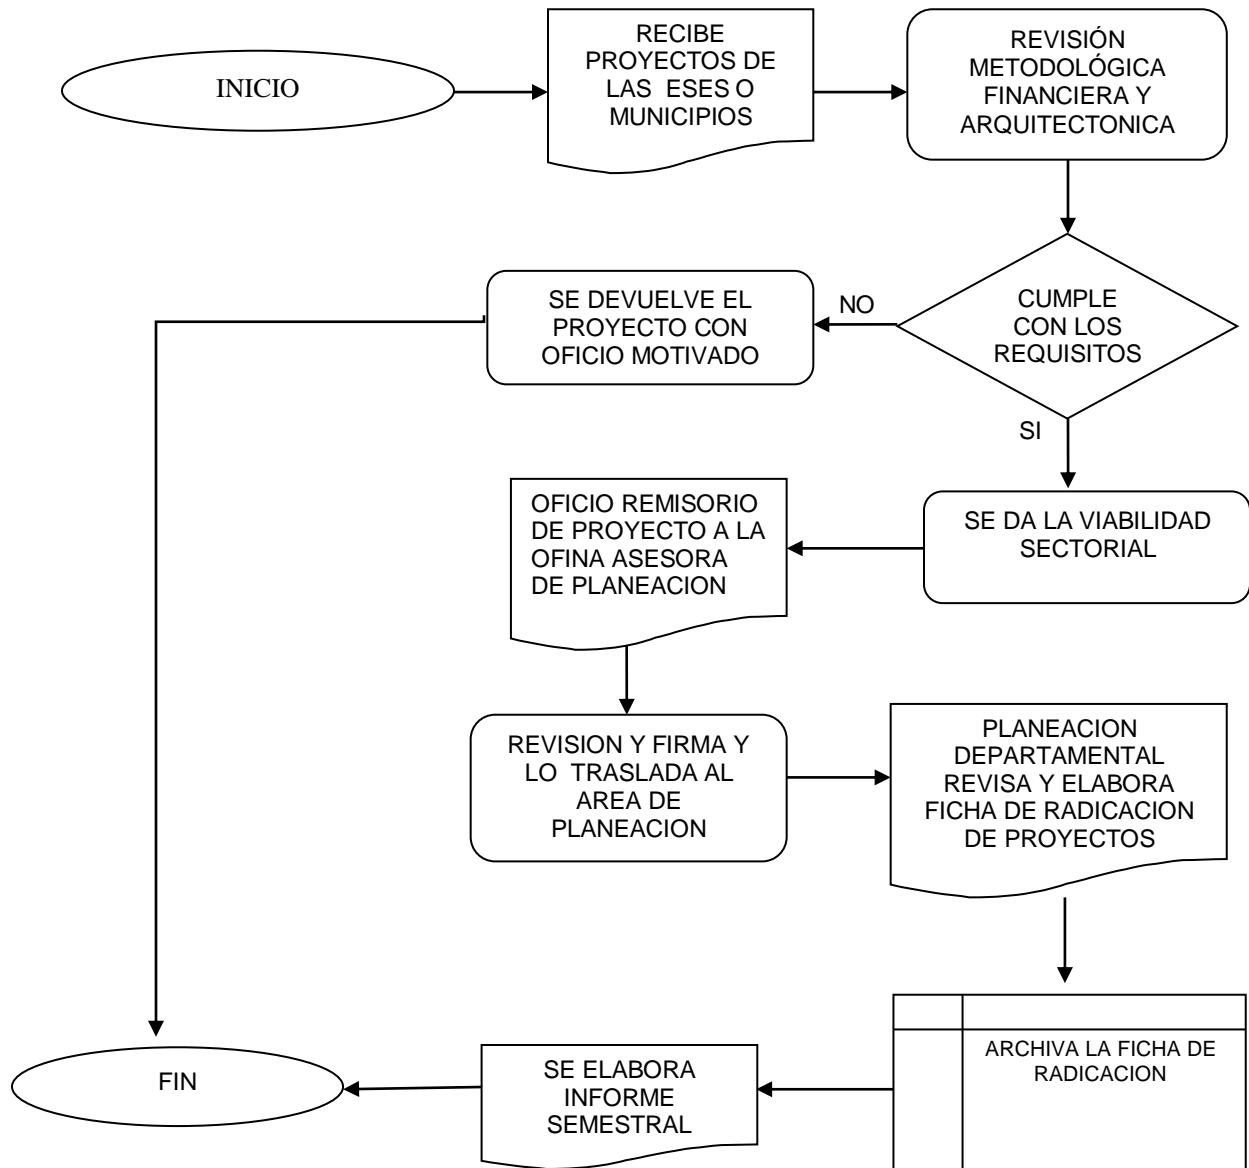 INICIO
RECIBE
PROYECTOS DE
LAS ESES O
MUNICIPIOS
REVISIÓN
METODOLÓGICA
FINANCIERA Y
ARQUITECTONICA
CUMPLE
CON LOS
REQUISITOS
NO
SE DEVUELVE EL
PROYECTO CON
OFICIO MOTIVADO
SI
SE DA LA VIABILIDAD
SECTORIAL
OFICIO REMISORIO
DE PROYECTO A LA
OFINA ASESORA
DE PLANEACION
REVISION Y FIRMA Y
LO TRASLADA AL
AREA DE
PLANEACION
PLANEACION
DEPARTAMENTAL
REVISA Y ELABORA
FICHA DE RADICACION
DE PROYECTOS
ARCHIVA LA FICHA DE
RADICACION
SE ELABORA
INFORME
SEMESTRAL
FIN